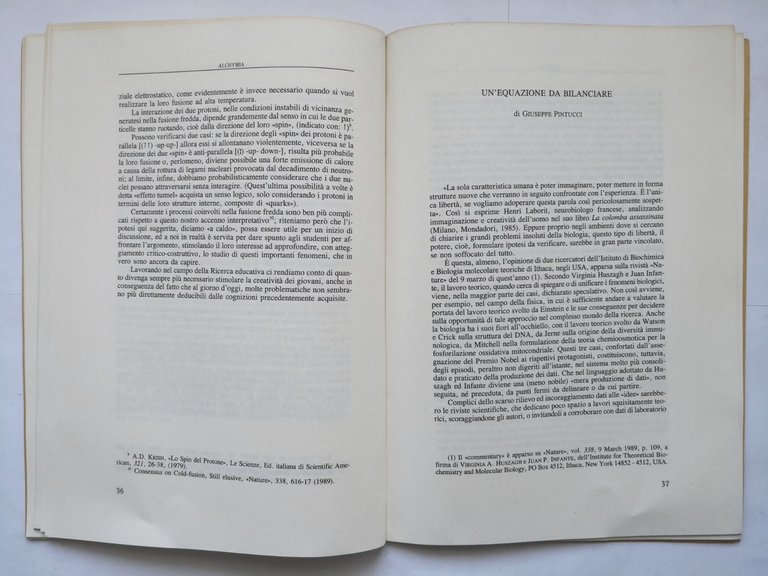 ALCHYMIA
ziale elettrostatico, come evidentemente è invece necessario quando si vuol
realizzare la loro fusione ad alta temperatura.
La interazione dei due protoni, nelle condizioni instabili di vicinanza ge-
neratesi nella fusione fredda, dipende grandemente dal senso in cui le due par-
ticelle stanno ruotando, cioè dalla direzione del loro «spin», (indicato con: 1)⁹.
Possono verificarsi due casi: se la direzione degli «spin» dei protoni è
parallela [(11) -up-up-] allora essi si allontanano violentemente, viceversa se la
direzione dei due «spin» è anti-parallela -up- down-], risulta più probabile
la loro fusione o, perlomeno, diviene possibile una forte emissione di calore
a causa della rottura di legami nucleari provocata dal decadimento di neutro-
ni; al limite, infine, dobbiamo probabilisticamente considerare che i due nu-
clei possano attraversarsi senza interagire. (Quest'ultima possibilità a volte è
detta «effetto tunnel» acquista un senso logico, solo considerando i protoni in
termini delle loro strutture interne, composte di «quarks»).
Certamente i processi coinvolti nella fusione fredda sono ben più compli-
cati rispetto a questo nostro accenno interpretativo¹⁰; riteniamo però che l'i-
potesi qui suggerita, diciamo «a caldo», possa essere utile per un inizio di
discussione, ed a noi in realtà è servita per dare spunto agli studenti per af-
frontare l'argomento, stimolando il loro interesse ad approfondire, con atteg-
giamento critico-costruttivo, lo studio di questi importanti fenomeni, che in
vero sono ancora da capire.
Lavorando nel campo della Ricerca educativa ci rendiamo conto di quan-
to divenga sempre più necessario stimolare la creatività dei giovani, anche in
conseguenza del fatto che al giorno d'oggi, molte problematiche non sembra-
no più direttamente deducibili dalle cognizioni precedentemente acquisite.
⁹ A.D. KRISH, «Lo Spin del Protone», Le Scienze, Ed. italiana di Scientific Ame-
rican, 321, 26-38, (1979).
¹⁰ Consensus on Cold-fusion, Still elusive, «Nature», 338, 616-17 (1989).
36
UN'EQUAZIONE DA BILANCIARE
di GIUSEPPE PINTUCCI
«La sola caratteristica umana è poter immaginare, poter mettere in forma
strutture nuove che verranno in seguito confrontate con l'esperienza. È l'uni-
ca libertà, se vogliamo adoperare questa parola così pericolosamente sospet-
ta». Così si esprime Henri Laborit, neurobiologo francese, analizzando
immaginazione e creatività dell'uomo nel suo libro La colomba assassinata
(Milano, Mondadori, 1985). Eppure proprio negli ambienti dove si cercano
di chiarire i grandi problemi insoluti della biologia, questo tipo di libertà, il
potere, cioè, formulare ipotesi da verificare, sarebbe in gran parte vincolato,
se non soffocato del tutto.
È questa, almeno, l'opinione di due ricercatori dell'Istituto di Biochimica
e Biologia molecolare teoriche di Ithaca, negli USA, apparsa sulla rivistà «Na-
ture» del 9 marzo di quest'anno (1). Secondo Virginia Huszagh e Juan Infan-
te, il lavoro teorico, quando cerca di spiegare o di unificare i fenomeni biologici,
viene, nella maggior parte dei casi, dichiarato speculativo. Non così avviene,
per esempio, nel campo della fisica, in cui è sufficiente andare a valutare la
portata del lavoro teorico svolto da Einstein e le sue conseguenze per decidere
sulla opportunità di tale approccio nel complesso mondo della ricerca. Anche
la biologia ha i suoi fiori all'occhiello, con il lavoro teorico svolto da Watson
e Crick sulla struttura del DNA, da Jerne sulla origine della diversità immu-
nologica, da Mitchell nella formulazione della teoria chemioosmotica per la
fosforilazione ossidativa mitocondriale. Questi tre casi, confortati dall'asse-
gnazione del Premio Nobel ai rispettivi protagonisti, costituiscono, tuttavia,
degli episodi, peraltro non digeriti all'istante, nel sistema molto più consoli-
dato e praticato della produzione dei dati. Che nel linguaggio adottato da Hu-
szagh ed Infante diviene una (meno nobile) «mera produzione di dati», non
seguita, né preceduta, da punti fermi da delineare o da cui partire.
Complici dello scarso rilievo ed incoraggiamento dati alle «idee» sarebbe-
ro le riviste scientifiche, che dedicano poco spazio a lavori squisitamente teo-
rici, scoraggiandone gli autori, o invitandoli a corroborare con dati di laboratorio
(1) Il «commentary» è apparso su «Nature», vol. 338, 9 March 1989, p. 109, a
firma di VIRGINIA A. HUSZAGH e JUAN P. INFANTE, dell'Institute for Theoretical Bio-
chemistry and Molecular Biology, PO Box 4512, Ithaca, New York 14852 - 4512, USA.
37